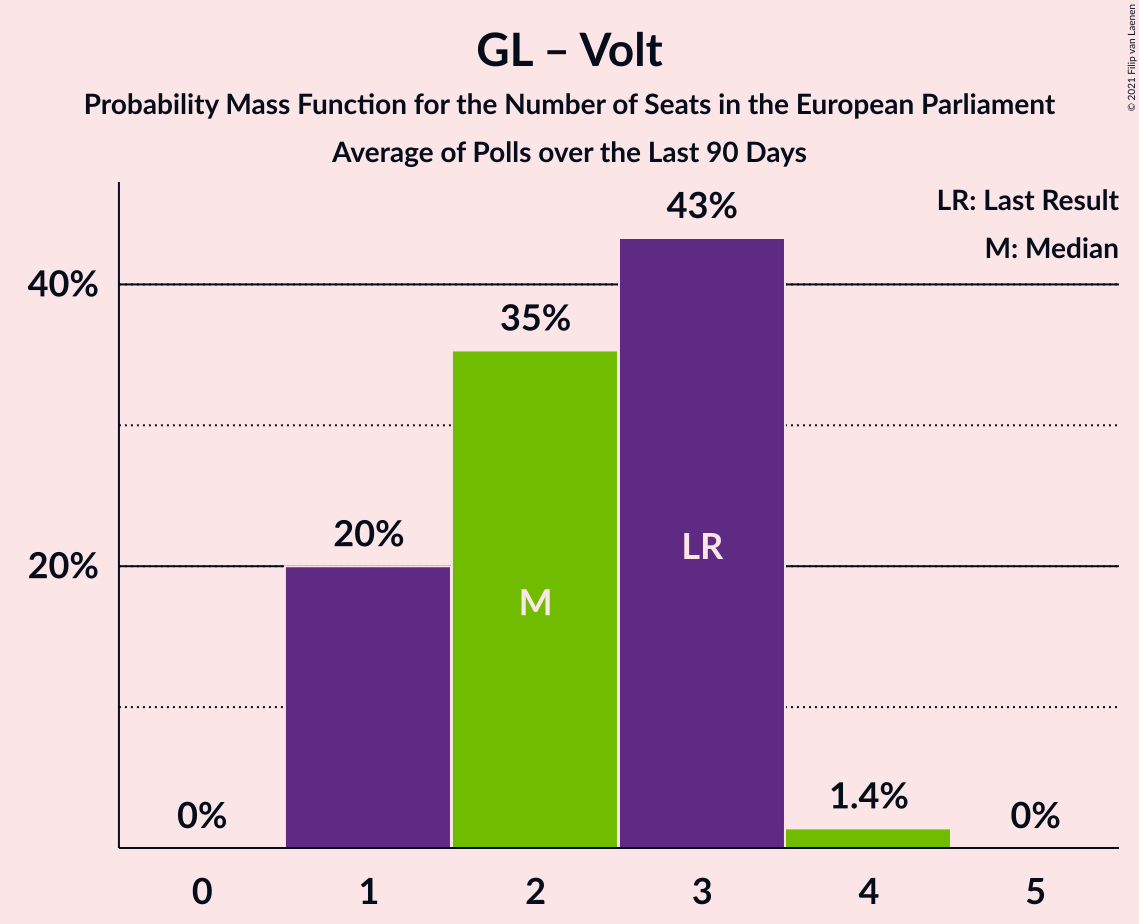 GL – Volt
Probability Mass Function for the Number of Seats in the European Parliament
Average of Polls over the Last 90 Days
© 2021 Filip van Laenen
LR: Last Result
M: Median
43%
40%
35%
20%
20%
LR
M
1.4%
0%
0%
0 1 2 3 4 5